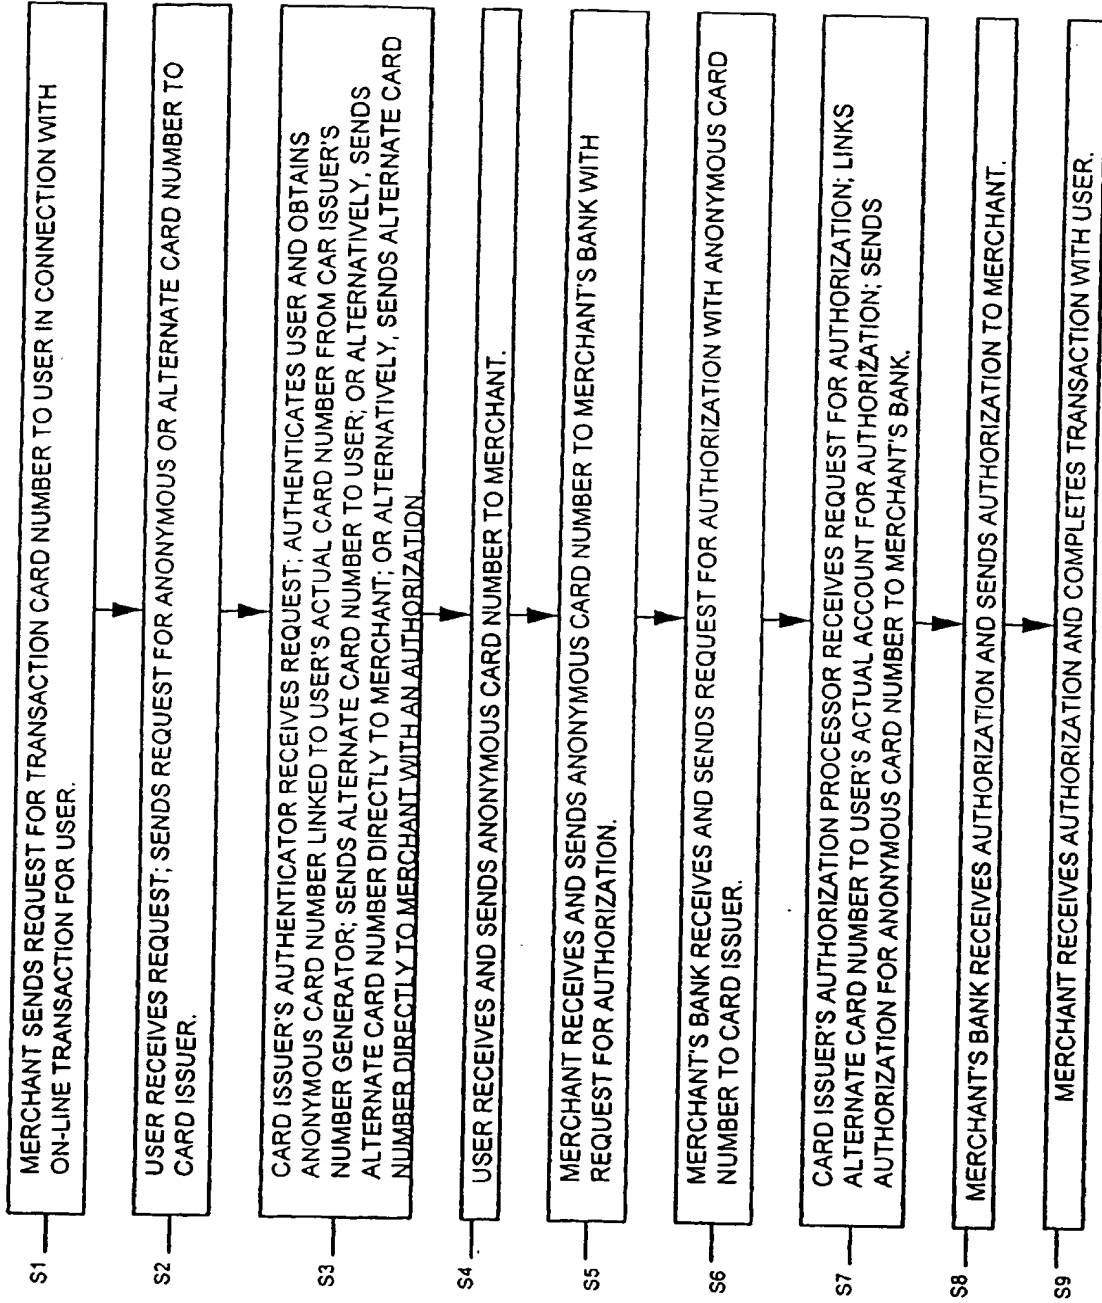 S1
MERCHANT SENDS REQUEST FOR TRANSACTION CARD NUMBER TO USER IN CONNECTION WITH
ON-LINE TRANSACTION FOR USER.
S2
USER RECEIVES REQUEST; SENDS REQUEST FOR ANONYMOUS OR ALTERNATE CARD NUMBER TO
CARD ISSUER.
S3
CARD ISSUER'S AUTHENTICATOR RECEIVES REQUEST; AUTHENTICATES USER AND OBTAINS
ANONYMOUS CARD NUMBER LINKED TO USER'S ACTUAL CARD NUMBER FROM CAR ISSUER'S
NUMBER GENERATOR; SENDS ALTERNATE CARD NUMBER TO USER; OR ALTERNATIVELY, SENDS
ALTERNATE CARD NUMBER DIRECTLY TO MERCHANT; OR ALTERNATIVELY, SENDS ALTERNATE CARD
NUMBER DIRECTLY TO MERCHANT WITH AN AUTHORIZATION
S4
USER RECEIVES AND SENDS ANONYMOUS CARD NUMBER TO MERCHANT.
S5
MERCHANT RECEIVES AND SENDS ANONYMOUS CARD NUMBER TO MERCHANT'S BANK WITH
REQUEST FOR AUTHORIZATION.
S6
MERCHANT'S BANK RECEIVES AND SENDS REQUEST FOR AUTHORIZATION WITH ANONYMOUS CARD
NUMBER TO CARD ISSUER.
S7
CARD ISSUER'S AUTHORIZATION PROCESSOR RECEIVES REQUEST FOR AUTHORIZATION; LINKS
ALTERNATE CARD NUMBER TO USER'S ACTUAL ACCOUNT FOR AUTHORIZATION; SENDS
AUTHORIZATION FOR ANONYMOUS CARD NUMBER TO MERCHANT'S BANK.
S8
MERCHANT'S BANK RECEIVES AUTHORIZATION AND SENDS AUTHORIZATION TO MERCHANT.
S9
MERCHANT RECEIVES AUTHORIZATION AND COMPLETES TRANSACTION WITH USER.